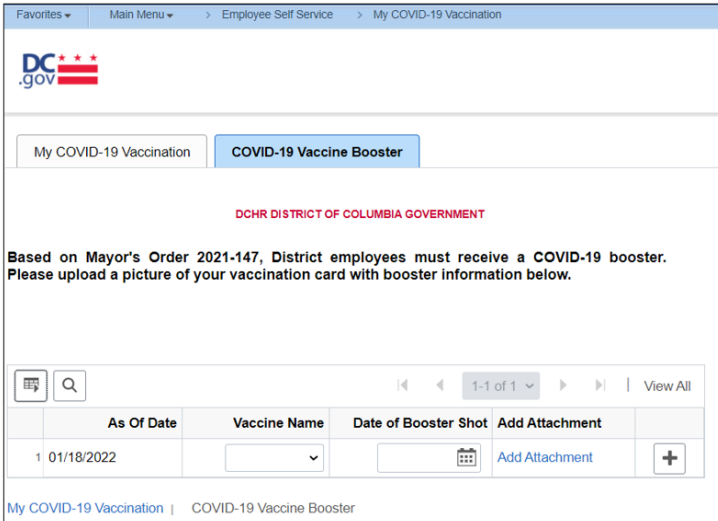 Favorites Main Menu > Employee Self Service > My COVID-19 Vaccination
DC
.gov
My COVID-19 Vaccination COVID-19 Vaccine Booster
DCHR DISTRICT OF COLUMBIA GOVERNMENT
Based on Mayor's Order 2021-147, District employees must receive a COVID-19 booster.
Please upload a picture of your vaccination card with booster information below.
1-1 of 1 | View All
As Of Date Vaccine Name Date of Booster Shot Add Attachment
1 01/18/2022 Add Attachment +
My COVID-19 Vaccination | COVID-19 Vaccine Booster